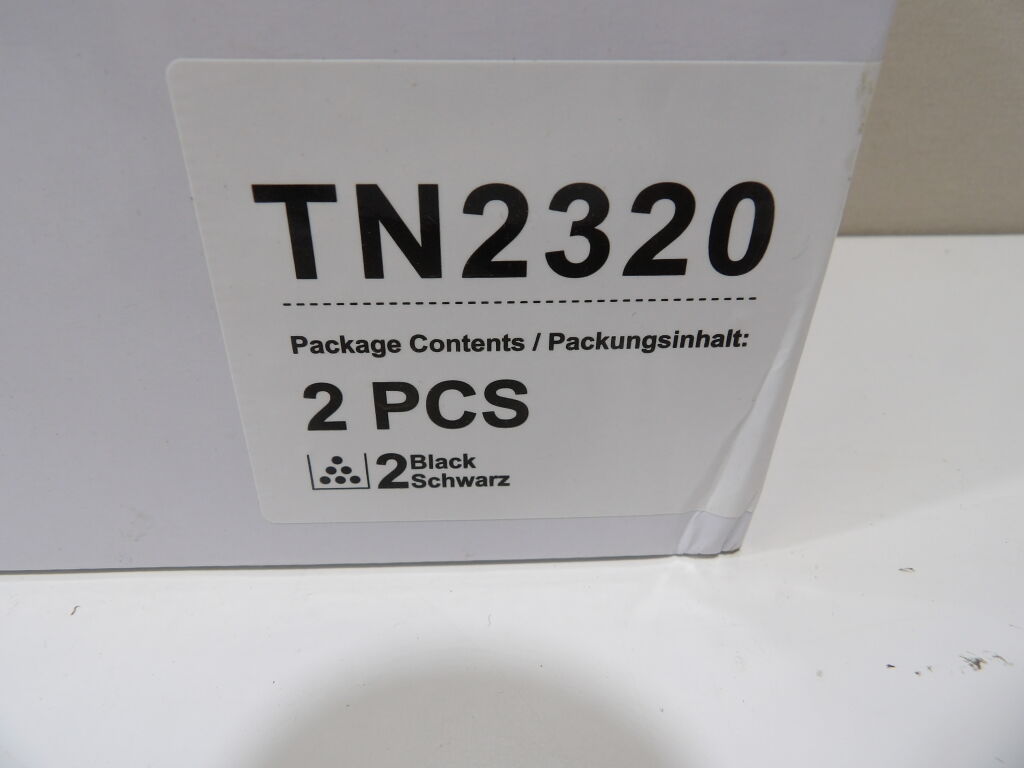 TN2320
Package Contents / Packungsinhalt:
2 PCS
2 Black
Schwarz